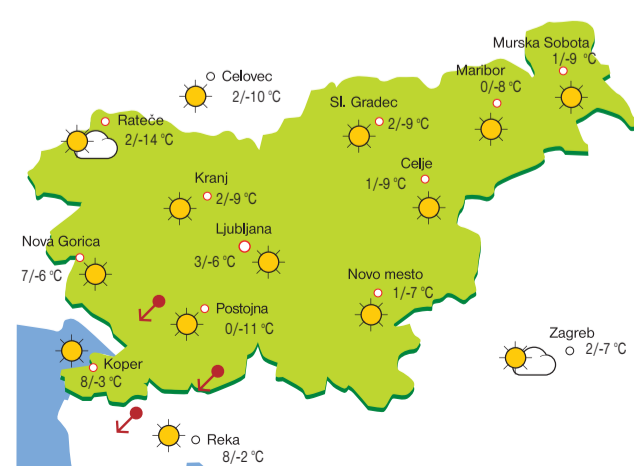 Murska Sobota
1/-9 °C
Maribor
0/-8 °C
Celovec
2/-10 °C
Sl. Gradec
2/-9 °C
Rateče
2/-14 °C
Celje
1/-9 °C
Kranj
2/-9 °C
Ljubljana
3/-6 °C
Nova Gorica
7/-6 °C
Novo mesto
1/-7 °C
Postojna
0/-11 °C
Zagreb
2/-7 °C
Koper
8/-3 °C
Reka
8/-2 °C